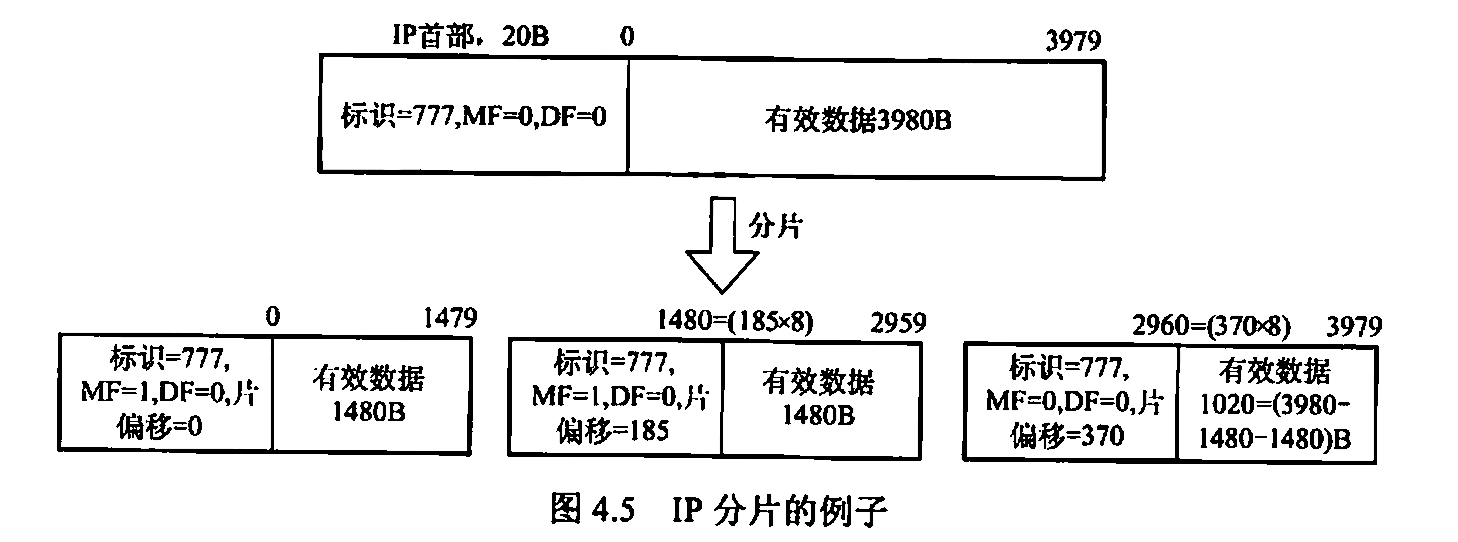 IP首部，20B 0 3979
标识=777,MF=0,DF=0 有效数据3980B
分片
0 1479 1480=(185×8) 2959 2960=(370×8) 3979
标识=777,
MF=1,DF=0,片
偏移=0
有效数据
1480B
标识=777,
MF=1,DF=0,片
偏移=185
有效数据
1480B
标识=777,
MF=0,DF=0,片
偏移=370
有效数据
1020=(3980-
1480-1480)B
图 4.5 IP 分片的例子